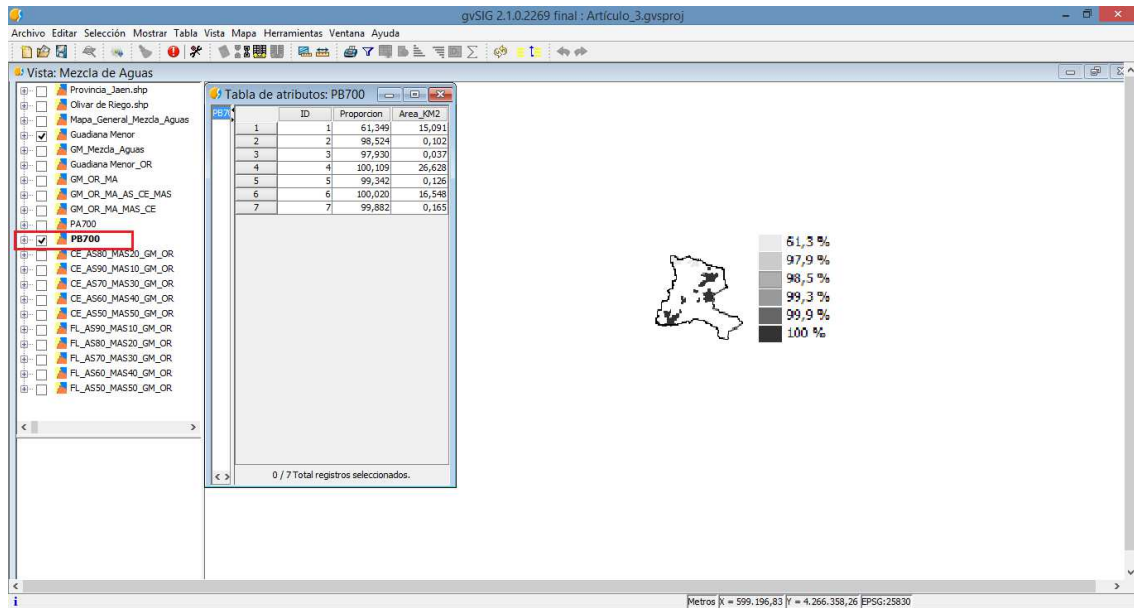 gvSIG 2.1.0.2269 final : Artículo_3.gvsproj
Archivo Editar Selección Mostrar Tabla Vista Mapa Herramientas Ventana Ayuda
Vista: Mezcla de Aguas
Provincia_Jaen.shp
Olivar de Riego.shp
Mapa_General_Mezcla_Aguas
Guadiana Menor
GM_Mezcla_Aguas
Guadiana Menor_OR
GM_OR_MA
GM_OR_MA_AS_CE_MAS
GM_OR_MA_MAS_CE
PA700
PB700
CE_AS80_MAS20_GM_OR
CE_AS90_MAS10_GM_OR
CE_AS70_MAS30_GM_OR
CE_AS60_MAS40_GM_OR
CE_AS50_MAS50_GM_OR
FL_AS90_MAS10_GM_OR
FL_AS80_MAS20_GM_OR
FL_AS70_MAS30_GM_OR
FL_AS60_MAS40_GM_OR
FL_AS50_MAS50_GM_OR
Tabla de atributos: PB700
ID Proporcion Area_KM2
1 1 61,349 15,091
2 2 98,524 0,102
3 3 97,930 0,037
4 4 100,109 26,628
5 5 99,342 0,126
6 6 100,020 16,548
7 7 99,882 0,165
0 / 7 Total registros seleccionados.
61,3 %
97,9 %
98,5 %
99,3 %
99,9 %
100 %
Metros X = 599.196,83 Y = 4.266.358,26 EPSG:25830